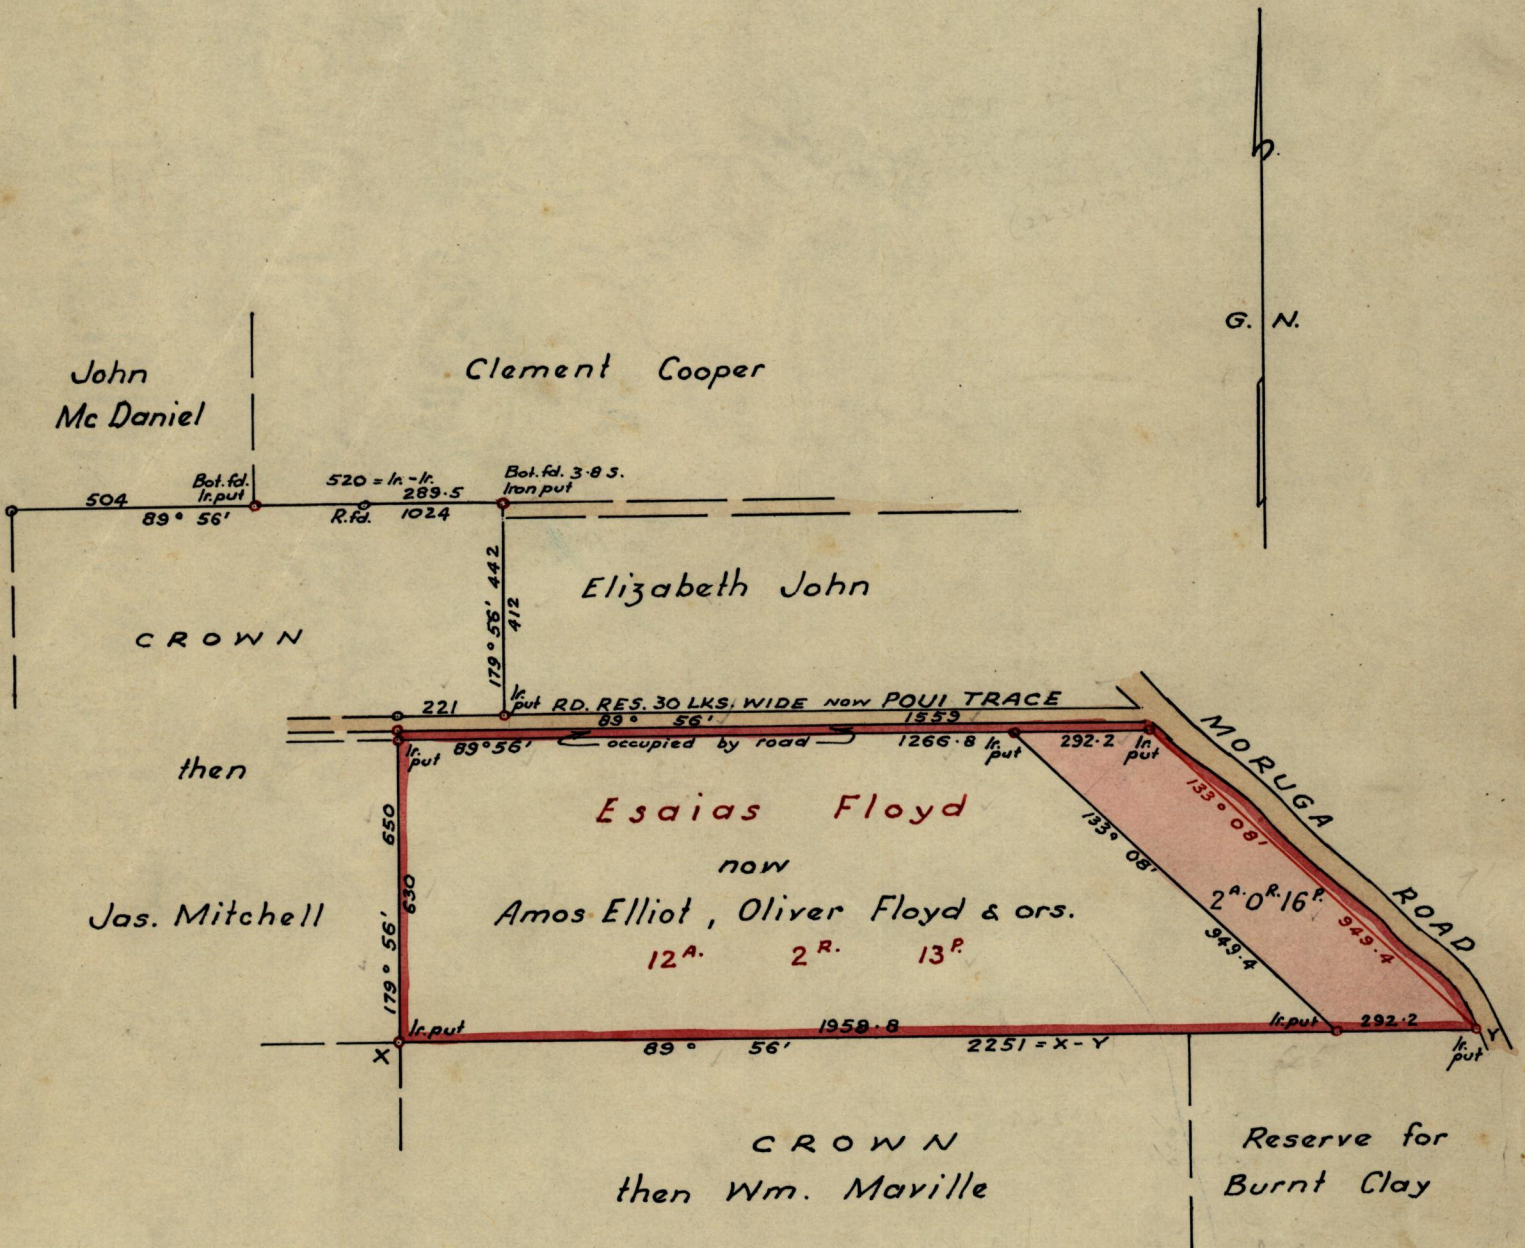 G. N.
John
Mc Daniel
Clement Cooper
504
89° 56'
Bot. fd.
Ir. put
520 = Ir.-Ir.
289.5
R. fd.
1024
Bot. fd. 3.8 s.
Iron put
179° 56' 442
412
Elizabeth John
CROWN
221
Ir.
put
RD. RES. 30 LKS. WIDE NOW POUI TRACE
89° 56'
1559
Ir.
put
89° 56'
occupied by road
1266.8
Ir.
put
292.2
Ir.
put
MORUGA ROAD
then
Jas. Mitchell
650
630
179° 56'
Esaias Floyd
now
Amos Elliot, Oliver Floyd & ors.
12A. 2R. 13P.
133° 08'
949.4
133° 08'
949.4
2A. 0R. 16P.
Ir. put
1958.8
Ir. put
292.2
X
89° 56'
2251 = X-Y
Ir.
put
Y
CROWN
then Wm. Maville
Reserve for
Burnt Clay